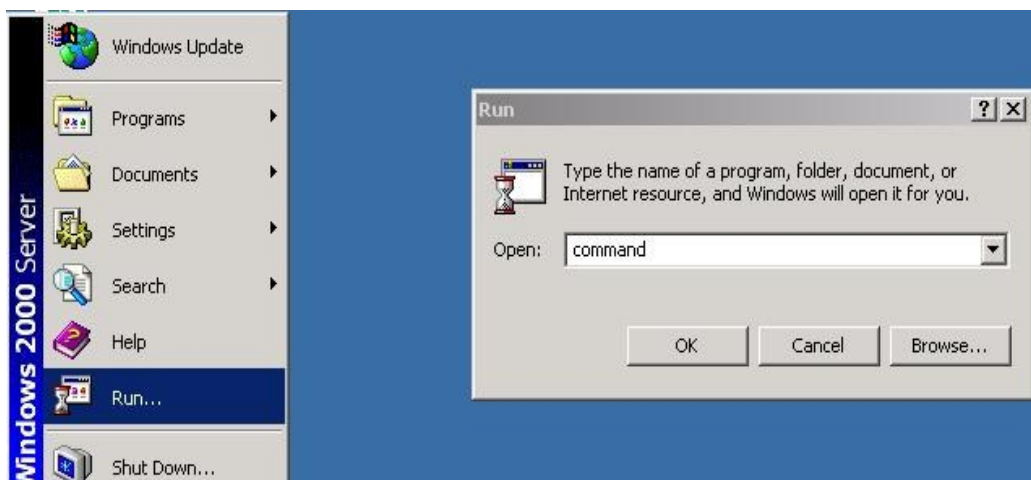 Windows 2000 Server
Windows Update
Programs
Documents
Settings
Search
Help
Run...
Shut Down...
Run
Type the name of a program, folder, document, or
Internet resource, and Windows will open it for you.
Open:
command
OK
Cancel
Browse...